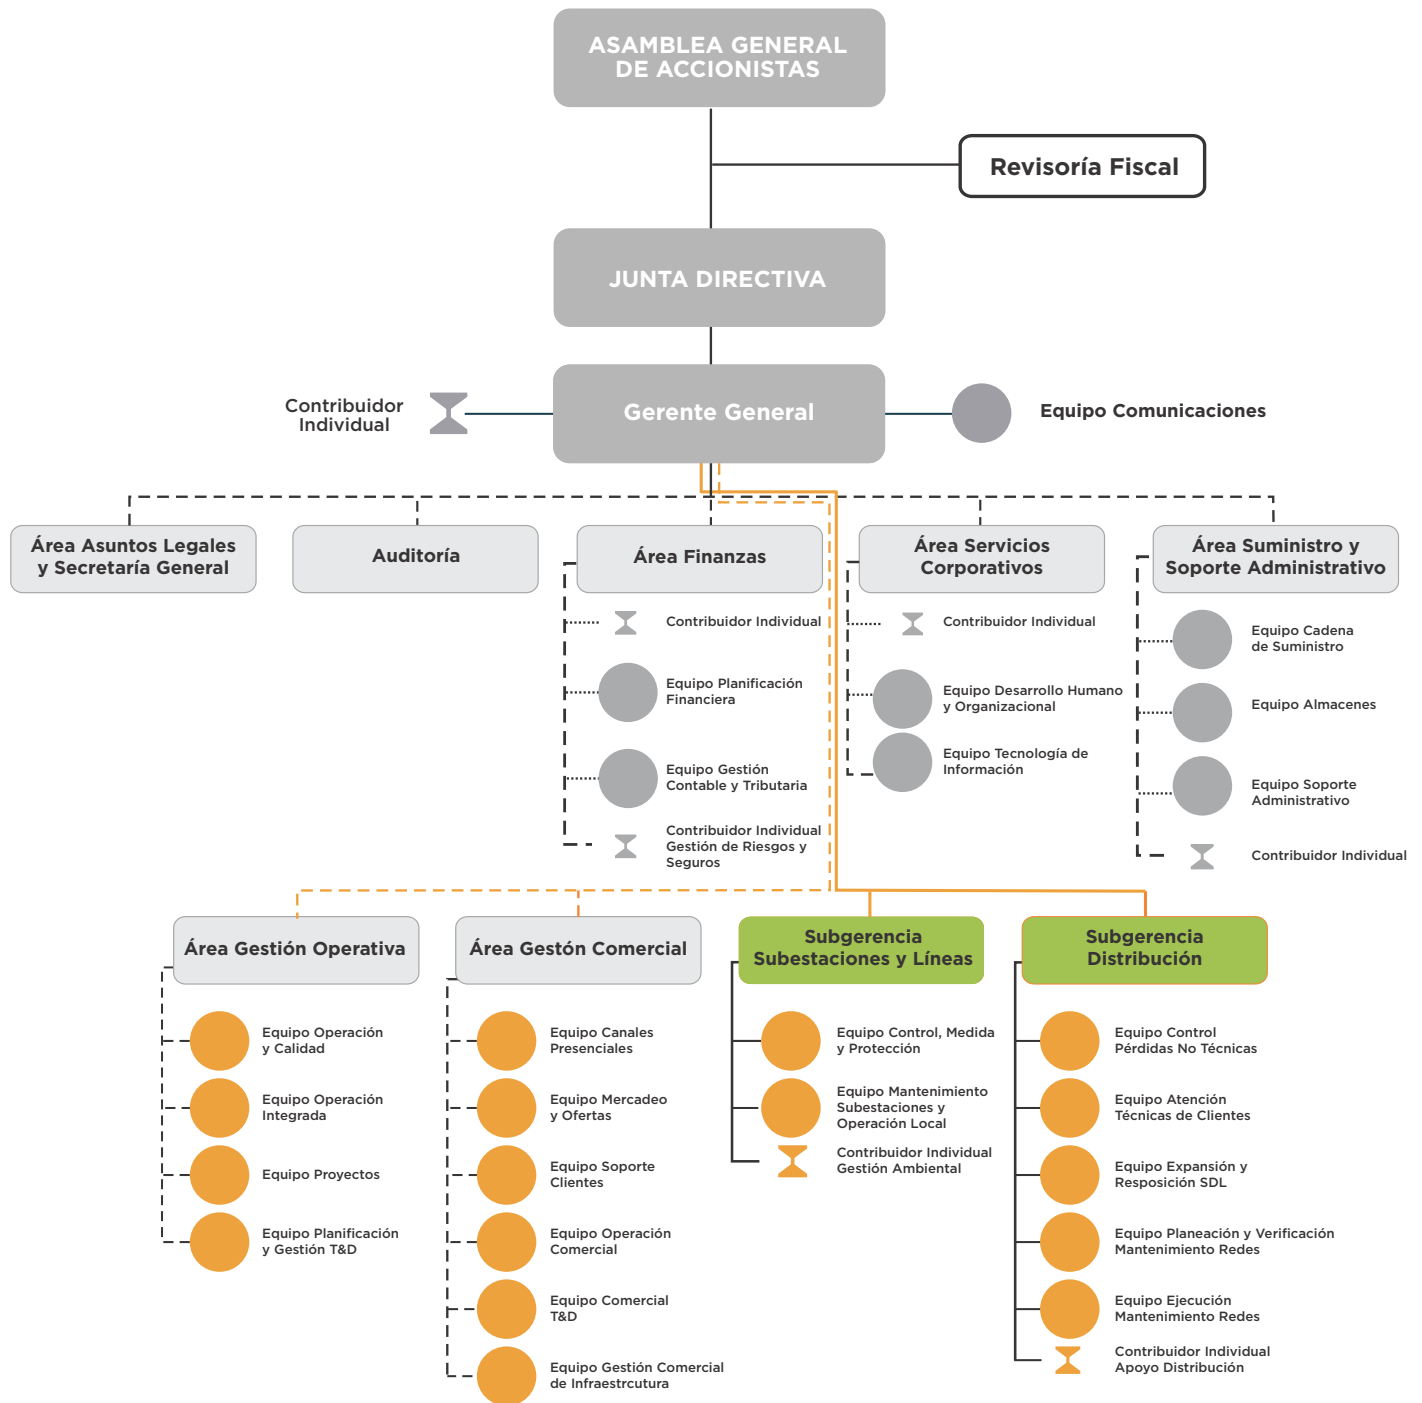 ASAMBLEA GENERAL
DE ACCIONISTAS
Revisoría Fiscal
JUNTA DIRECTIVA
Contribuidor
Individual
Gerente General
Equipo Comunicaciones
Área Asuntos Legales
y Secretaría General
Auditoría
Área Finanzas
Área Servicios
Corporativos
Área Suministro y
Soporte Administrativo
Contribuidor Individual
Equipo Planificación
Financiera
Equipo Gestión
Contable y Tributaria
Contribuidor Individual
Gestión de Riesgos y
Seguros
Contribuidor Individual
Equipo Desarrollo Humano
y Organizacional
Equipo Tecnología de
Información
Equipo Cadena
de Suministro
Equipo Almacenes
Equipo Soporte
Administrativo
Contribuidor Individual
Área Gestión Operativa
Área Gestón Comercial
Subgerencia
Subestaciones y Líneas
Subgerencia
Distribución
Equipo Operación
y Calidad
Equipo Operación
Integrada
Equipo Proyectos
Equipo Planificación
y Gestión T&D
Equipo Canales
Presenciales
Equipo Mercadeo
y Ofertas
Equipo Soporte
Clientes
Equipo Operación
Comercial
Equipo Comercial
T&D
Equipo Gestión Comercial
de Infraestrcutura
Equipo Control, Medida
y Protección
Equipo Mantenimiento
Subestaciones y
Operación Local
Contribuidor Individual
Gestión Ambiental
Equipo Control
Pérdidas No Técnicas
Equipo Atención
Técnicas de Clientes
Equipo Expansión y
Resposición SDL
Equipo Planeación y Verificación
Mantenimiento Redes
Equipo Ejecución
Mantenimiento Redes
Contribuidor Individual
Apoyo Distribución